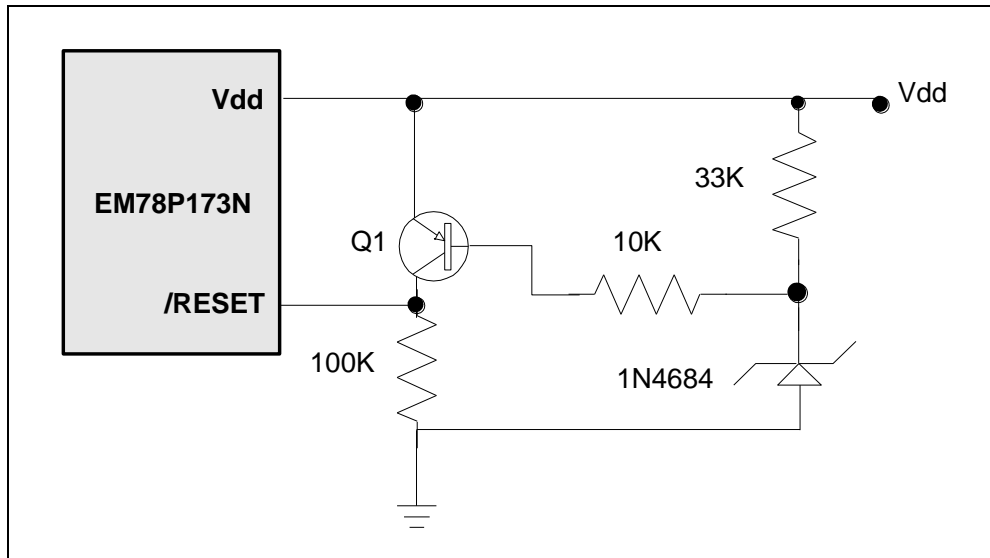 Vdd
Vdd
33K
EM78P173N
Q1
10K
/RESET
100K
1N4684